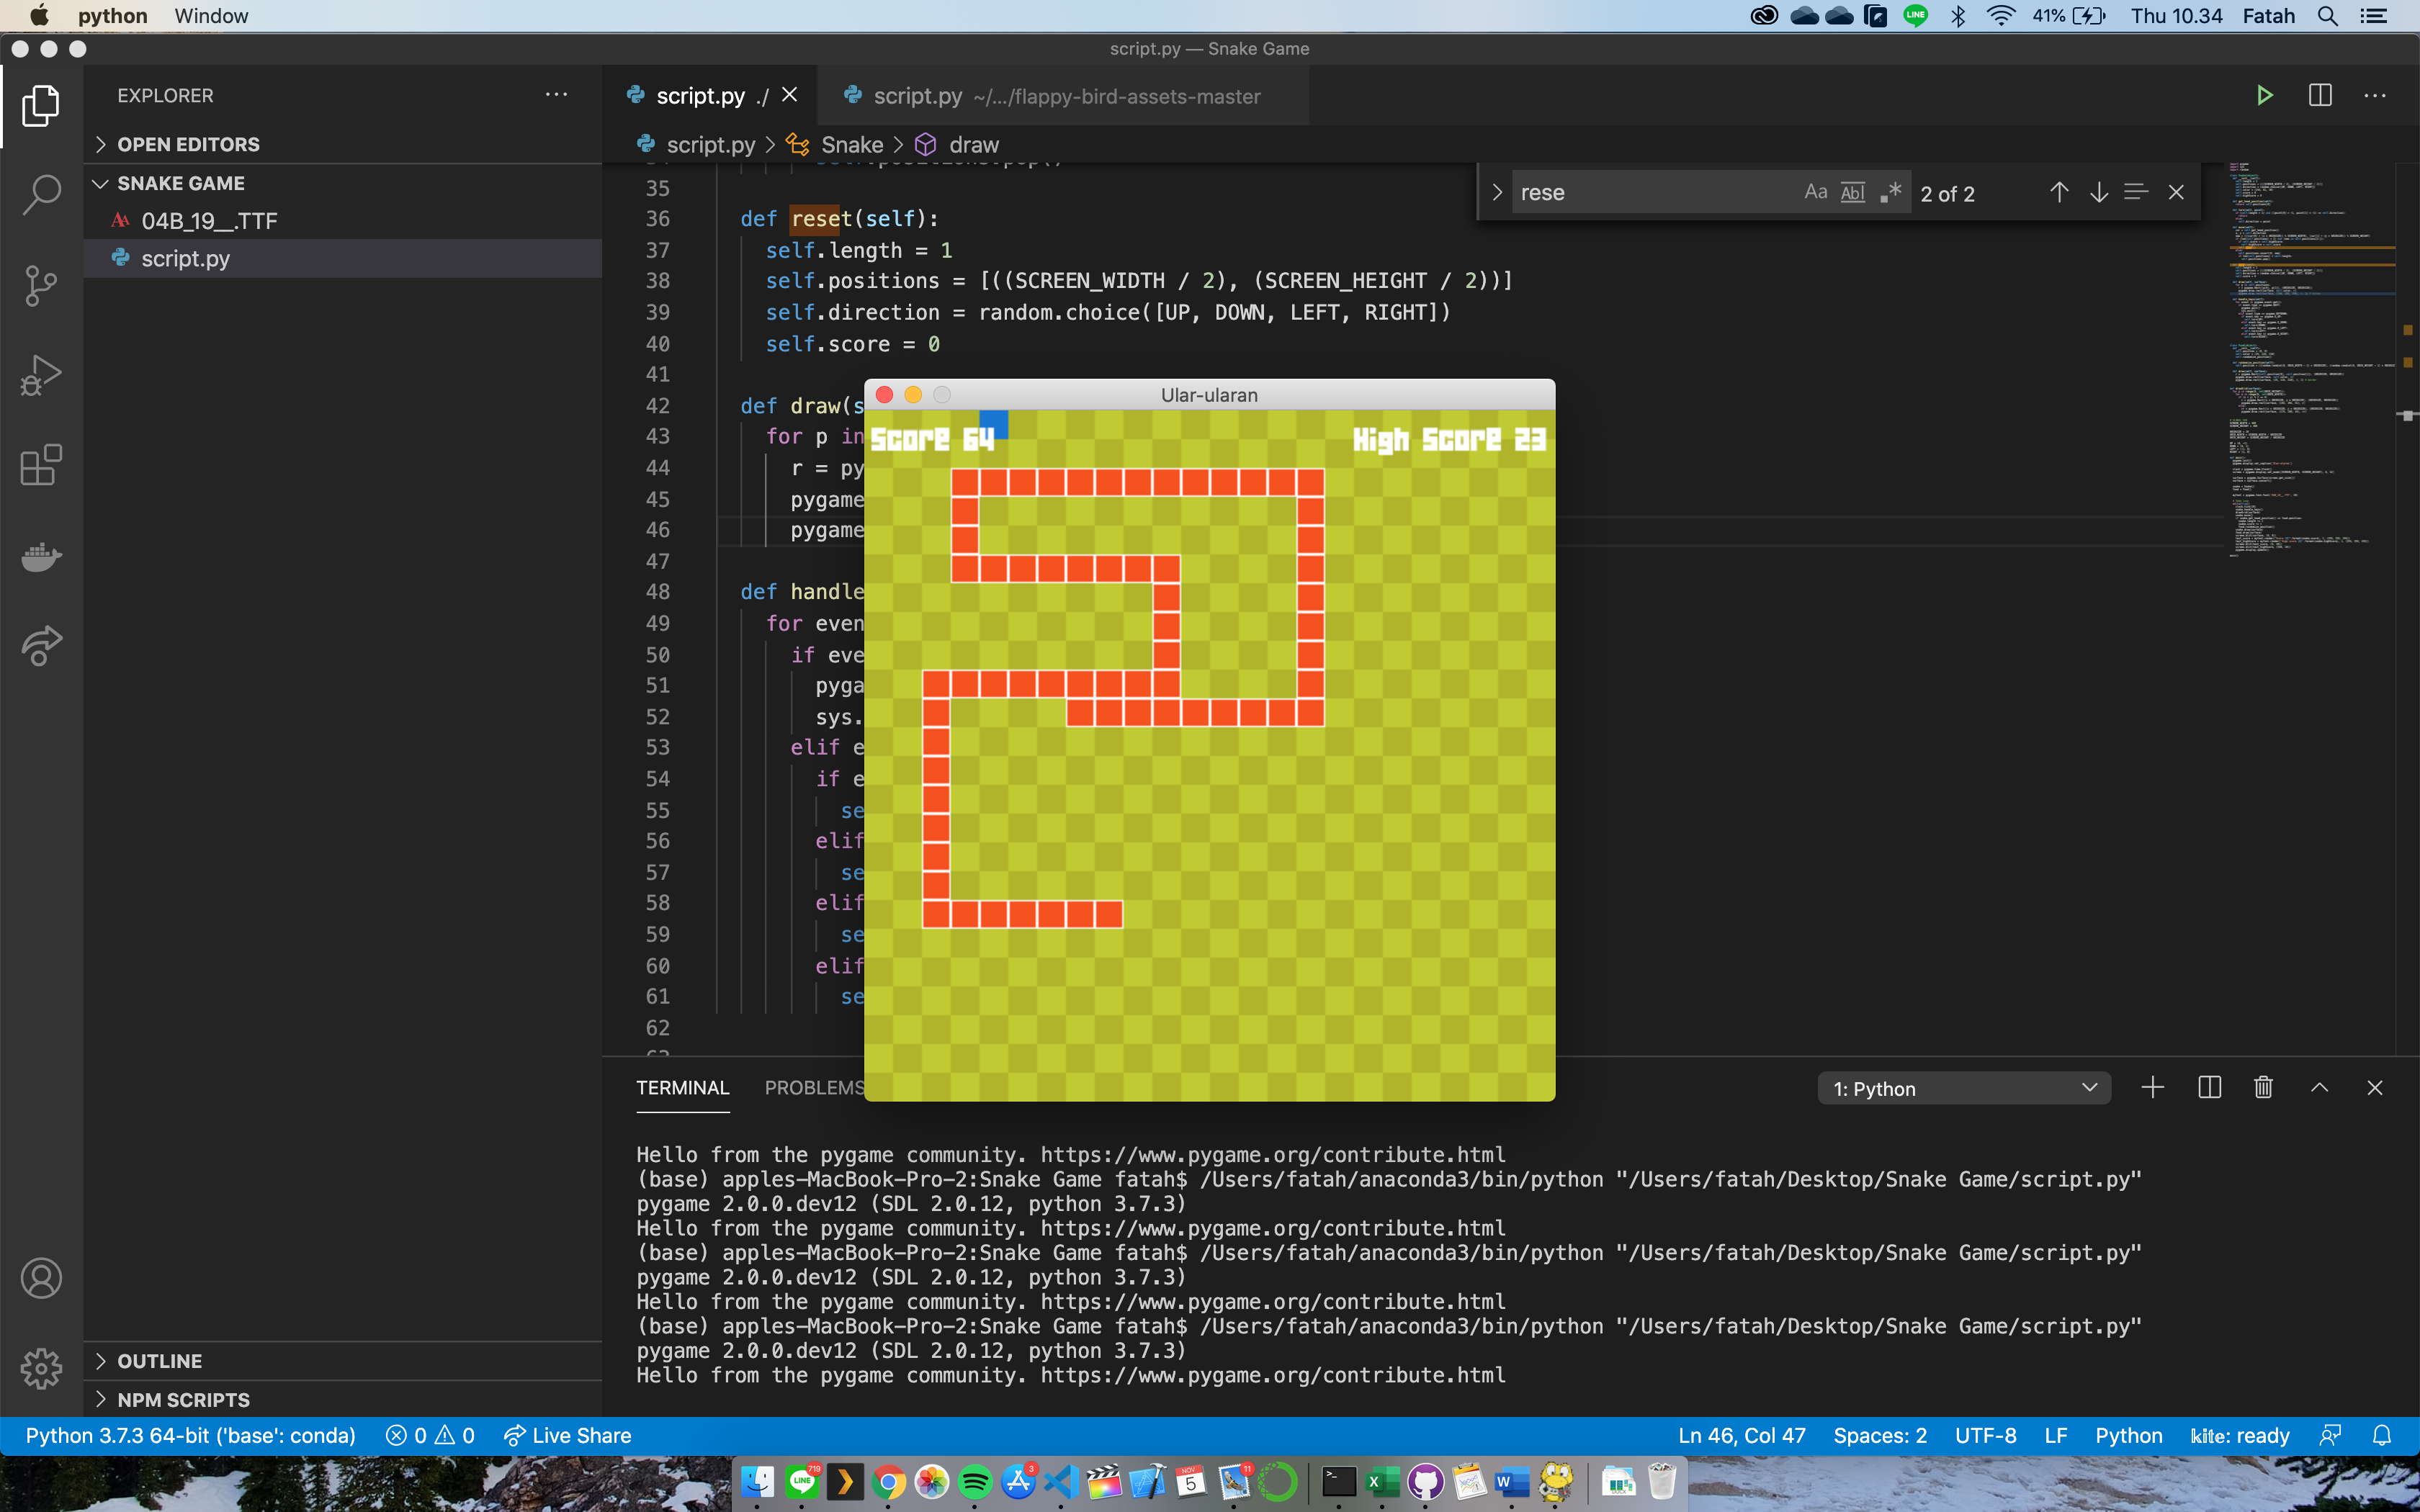 python Window 41% Thu 10.34 Fatah
script.py — Snake Game
EXPLORER
OPEN EDITORS
SNAKE GAME
04B_19__.TTF
script.py
script.py ./
script.py ~/.../flappy-bird-assets-master
script.py > Snake > draw
rese Aa Abl .* 2 of 2
35
36 def reset(self):
37 self.length = 1
38 self.positions = [((SCREEN_WIDTH / 2), (SCREEN_HEIGHT / 2))]
39 self.direction = random.choice([UP, DOWN, LEFT, RIGHT])
40 self.score = 0
41
42 def draw(s
43 for p in
44 r = py
45 pygame
46 pygame
47
48 def handle
49 for even
50 if eve
51 pyga
52 sys.
53 elif e
54 if e
55 se
56 elif
57 se
58 elif
59 se
60 elif
61 se
62
Ular-ularan
Score 64 High Score 23
TERMINAL PROBLEMS
1: Python
Hello from the pygame community. https://www.pygame.org/contribute.html
(base) apples-MacBook-Pro-2:Snake Game fatah$ /Users/fatah/anaconda3/bin/python "/Users/fatah/Desktop/Snake Game/script.py"
pygame 2.0.0.dev12 (SDL 2.0.12, python 3.7.3)
Hello from the pygame community. https://www.pygame.org/contribute.html
(base) apples-MacBook-Pro-2:Snake Game fatah$ /Users/fatah/anaconda3/bin/python "/Users/fatah/Desktop/Snake Game/script.py"
pygame 2.0.0.dev12 (SDL 2.0.12, python 3.7.3)
Hello from the pygame community. https://www.pygame.org/contribute.html
(base) apples-MacBook-Pro-2:Snake Game fatah$ /Users/fatah/anaconda3/bin/python "/Users/fatah/Desktop/Snake Game/script.py"
pygame 2.0.0.dev12 (SDL 2.0.12, python 3.7.3)
Hello from the pygame community. https://www.pygame.org/contribute.html
OUTLINE
NPM SCRIPTS
Python 3.7.3 64-bit ('base': conda) 0 0 Live Share Ln 46, Col 47 Spaces: 2 UTF-8 LF Python kite: ready
LINE 719 3 NOV 5 11